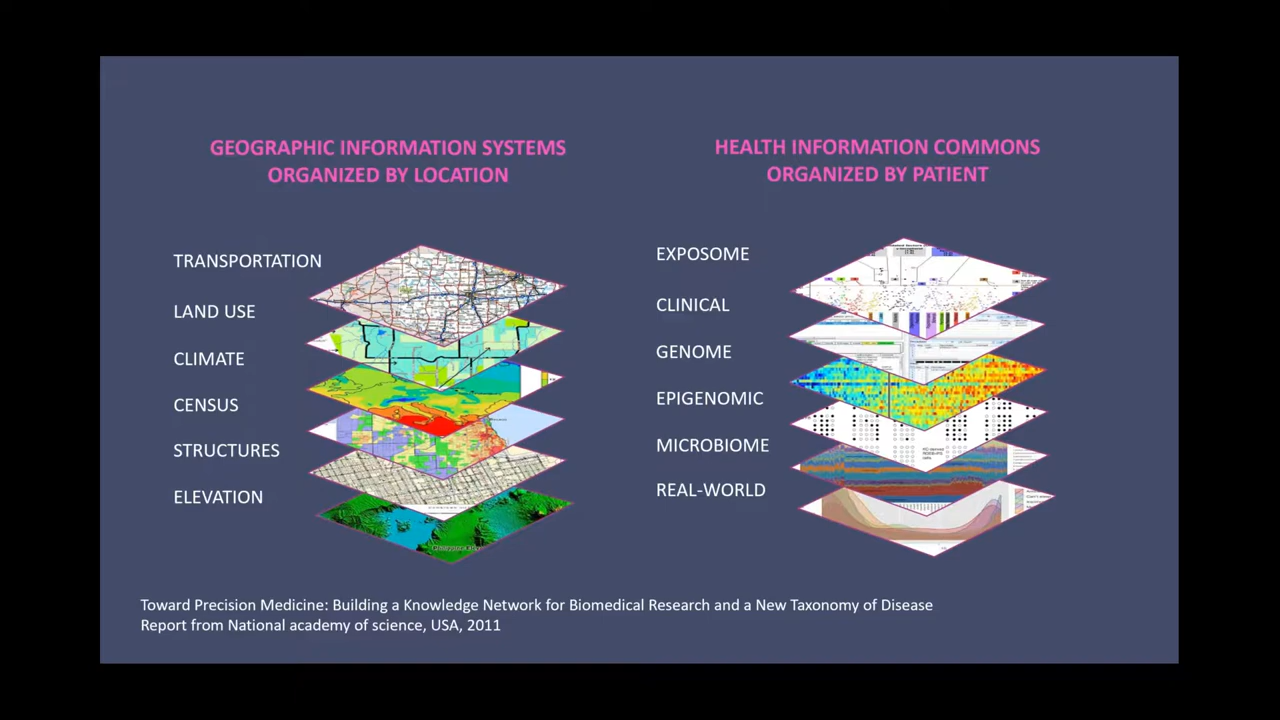 GEOGRAPHIC INFORMATION SYSTEMS
ORGANIZED BY LOCATION
TRANSPORTATION
LAND USE
CLIMATE
CENSUS
STRUCTURES
ELEVATION
HEALTH INFORMATION COMMONS
ORGANIZED BY PATIENT
EXPOSOME
CLINICAL
GENOME
EPIGENOMIC
MICROBIOME
REAL-WORLD
Toward Precision Medicine: Building a Knowledge Network for Biomedical Research and a New Taxonomy of Disease
Report from National academy of science, USA, 2011